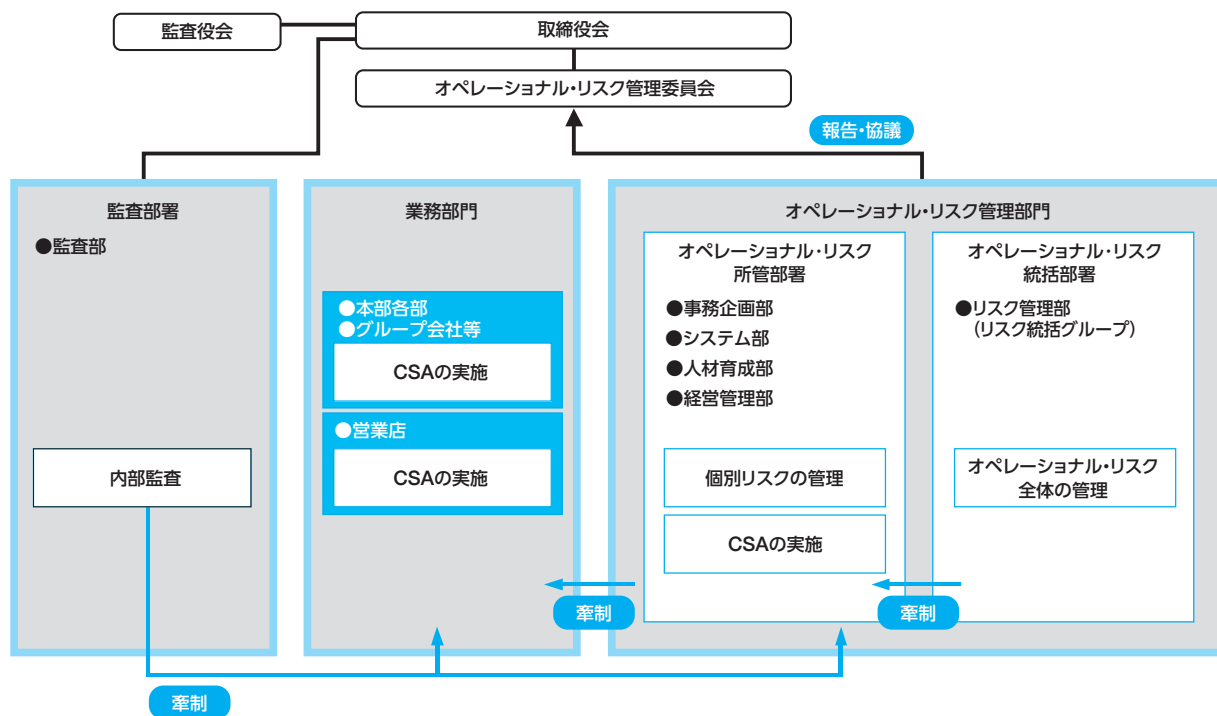 監査役会
取締役会
オペレーショナル・リスク管理委員会
報告・協議
監査部署
●監査部
内部監査
業務部門
●本部各部
●グループ会社等
CSAの実施
●営業店
CSAの実施
オペレーショナル・リスク管理部門
オペレーショナル・リスク
所管部署
●事務企画部
●システム部
●人材育成部
●経営管理部
個別リスクの管理
CSAの実施
オペレーショナル・リスク
統括部署
●リスク管理部
（リスク統括グループ）
オペレーショナル・リスク
全体の管理
牽制
牽制
牽制